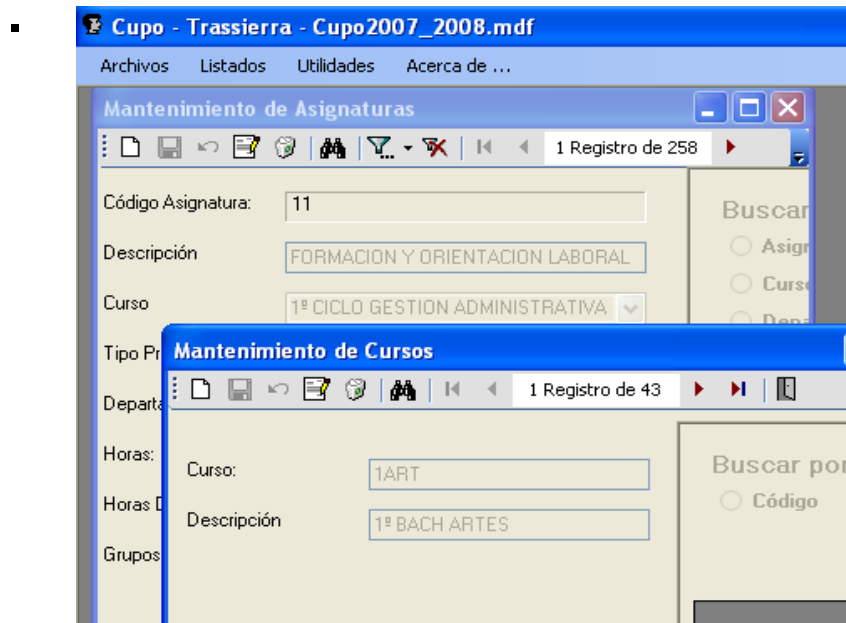 Cupo - Trassierra - Cupo2007_2008.mdf
Archivos Listados Utilidades Acerca de ...
Mantenimiento de Asignaturas
1 Registro de 258
Código Asignatura: 11
Buscar
Descripción FORMACION Y ORIENTACION LABORAL
Curso 1º CICLO GESTION ADMINISTRATIVA
Tipo
Mantenimiento de Cursos
1 Registro de 43
Horas:
Curso: 1ART
Buscar por
Horas
Código
Descripción 1º BACH ARTES
Grupos